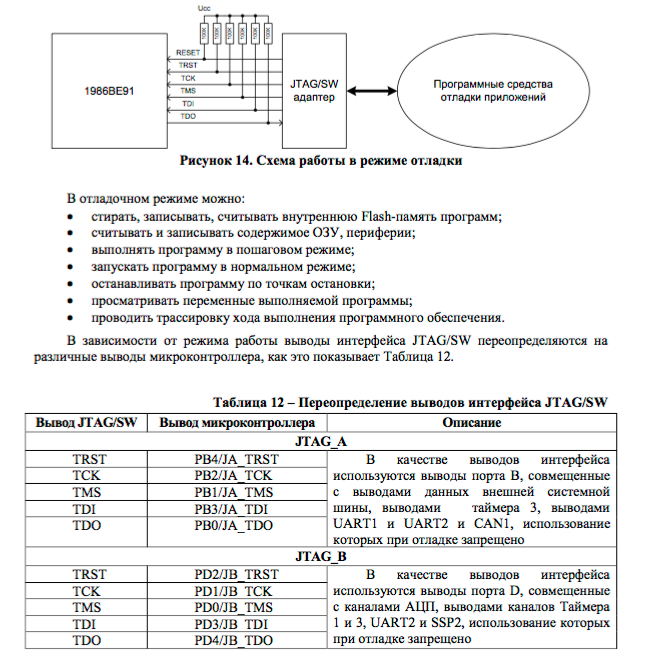 Ucc
100K 100K 100K 100K 100K 100K
RESET
TRST
TCK
TMS
TDI
TDO
1986ВЕ91
JTAG/SW
адаптер
Программные средства
отладки приложений
Рисунок 14. Схема работы в режиме отладки
В отладочном режиме можно:
• стирать, записывать, считывать внутреннюю Flash-память программ;
• считывать и записывать содержимое ОЗУ, периферии;
• выполнять программу в пошаговом режиме;
• запускать программу в нормальном режиме;
• останавливать программу по точкам остановки;
• просматривать переменные выполняемой программы;
• проводить трассировку хода выполнения программного обеспечения.
В зависимости от режима работы выводы интерфейса JTAG/SW переопределяются на
различные выводы микроконтроллера, как это показывает Таблица 12.
Таблица 12 – Переопределение выводов интерфейса JTAG/SW
Вывод JTAG/SW Вывод микроконтроллера Описание
JTAG_A
TRST PB4/JA_TRST В качестве выводов интерфейса
TCK PB2/JA_TCK используются выводы порта В, совмещенные
TMS PB1/JA_TMS с выводами данных внешней системной
TDI PB3/JA_TDI шины, выводами таймера 3, выводами
TDO PB0/JA_TDO UART1 и UART2 и CAN1, использование
которых при отладке запрещено
JTAG_B
TRST PD2/JB_TRST В качестве выводов интерфейса
TCK PD1/JB_TCK используются выводы порта D, совмещенные
TMS PD0/JB_TMS с каналами АЦП, выводами каналов Таймера
TDI PD3/JB_TDI 1 и 3, UART2 и SSP2, использование которых
TDO PD4/JB_TDO при отладке запрещено